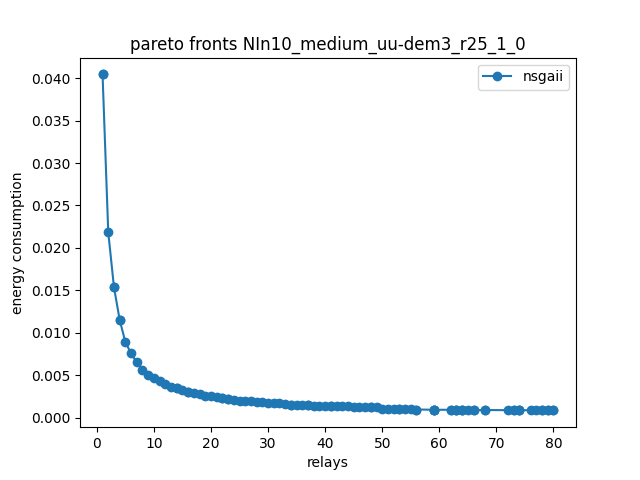 pareto fronts NIn10_medium_uu-dem3_r25_1_0
nsgaii
0.040
0.035
0.030
0.025
0.020
0.015
0.010
0.005
0.000
energy consumption
0 10 20 30 40 50 60 70 80
relays